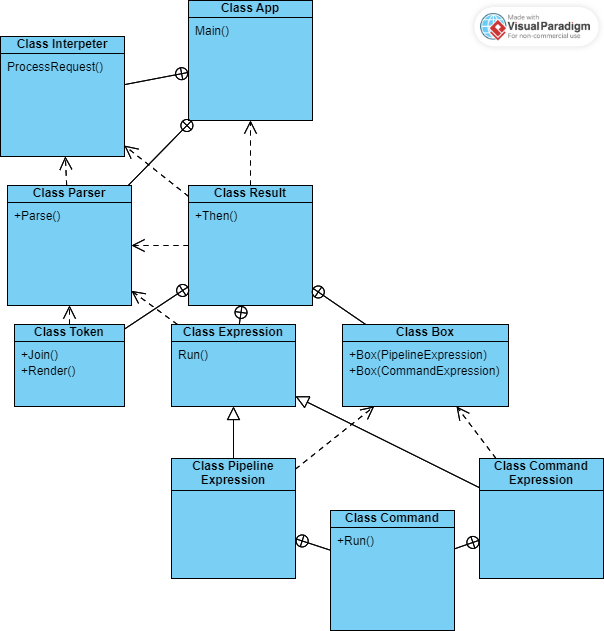 Class App
Main()
Made with
VisualParadigm
For non-commercial use
Class Interpeter
ProcessRequest()
Class Parser
+Parse()
Class Result
+Then()
Class Token
+Join()
+Render()
Class Expression
Run()
Class Box
+Box(PipelineExpression)
+Box(CommandExpression)
Class Pipeline
Expression
Class Command
Expression
Class Command
+Run()